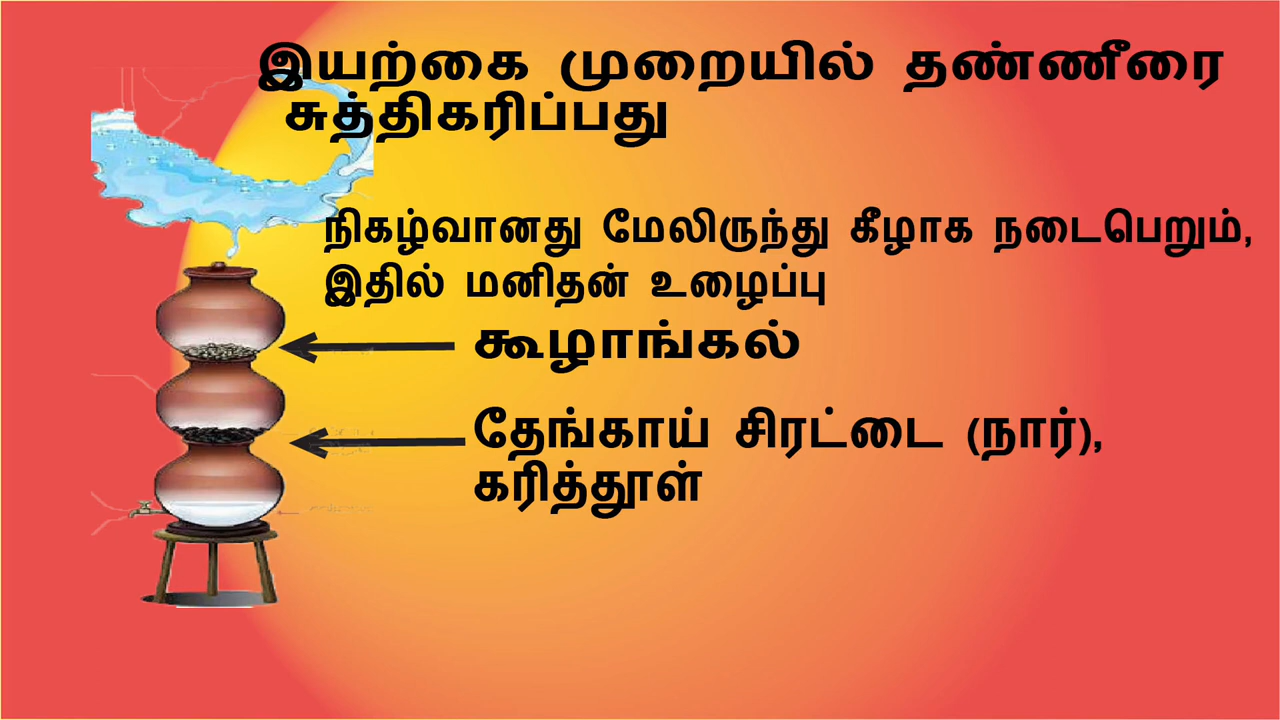 இயற்கை முறையில் தண்ணீரை
சுத்திகரிப்பது
நிகழ்வானது மேலிருந்து கீழாக நடைபெறும்,
இதில் மனிதன் உழைப்பு
கூழாங்கல்
தேங்காய் சிரட்டை (நார்),
கரித்தூள்